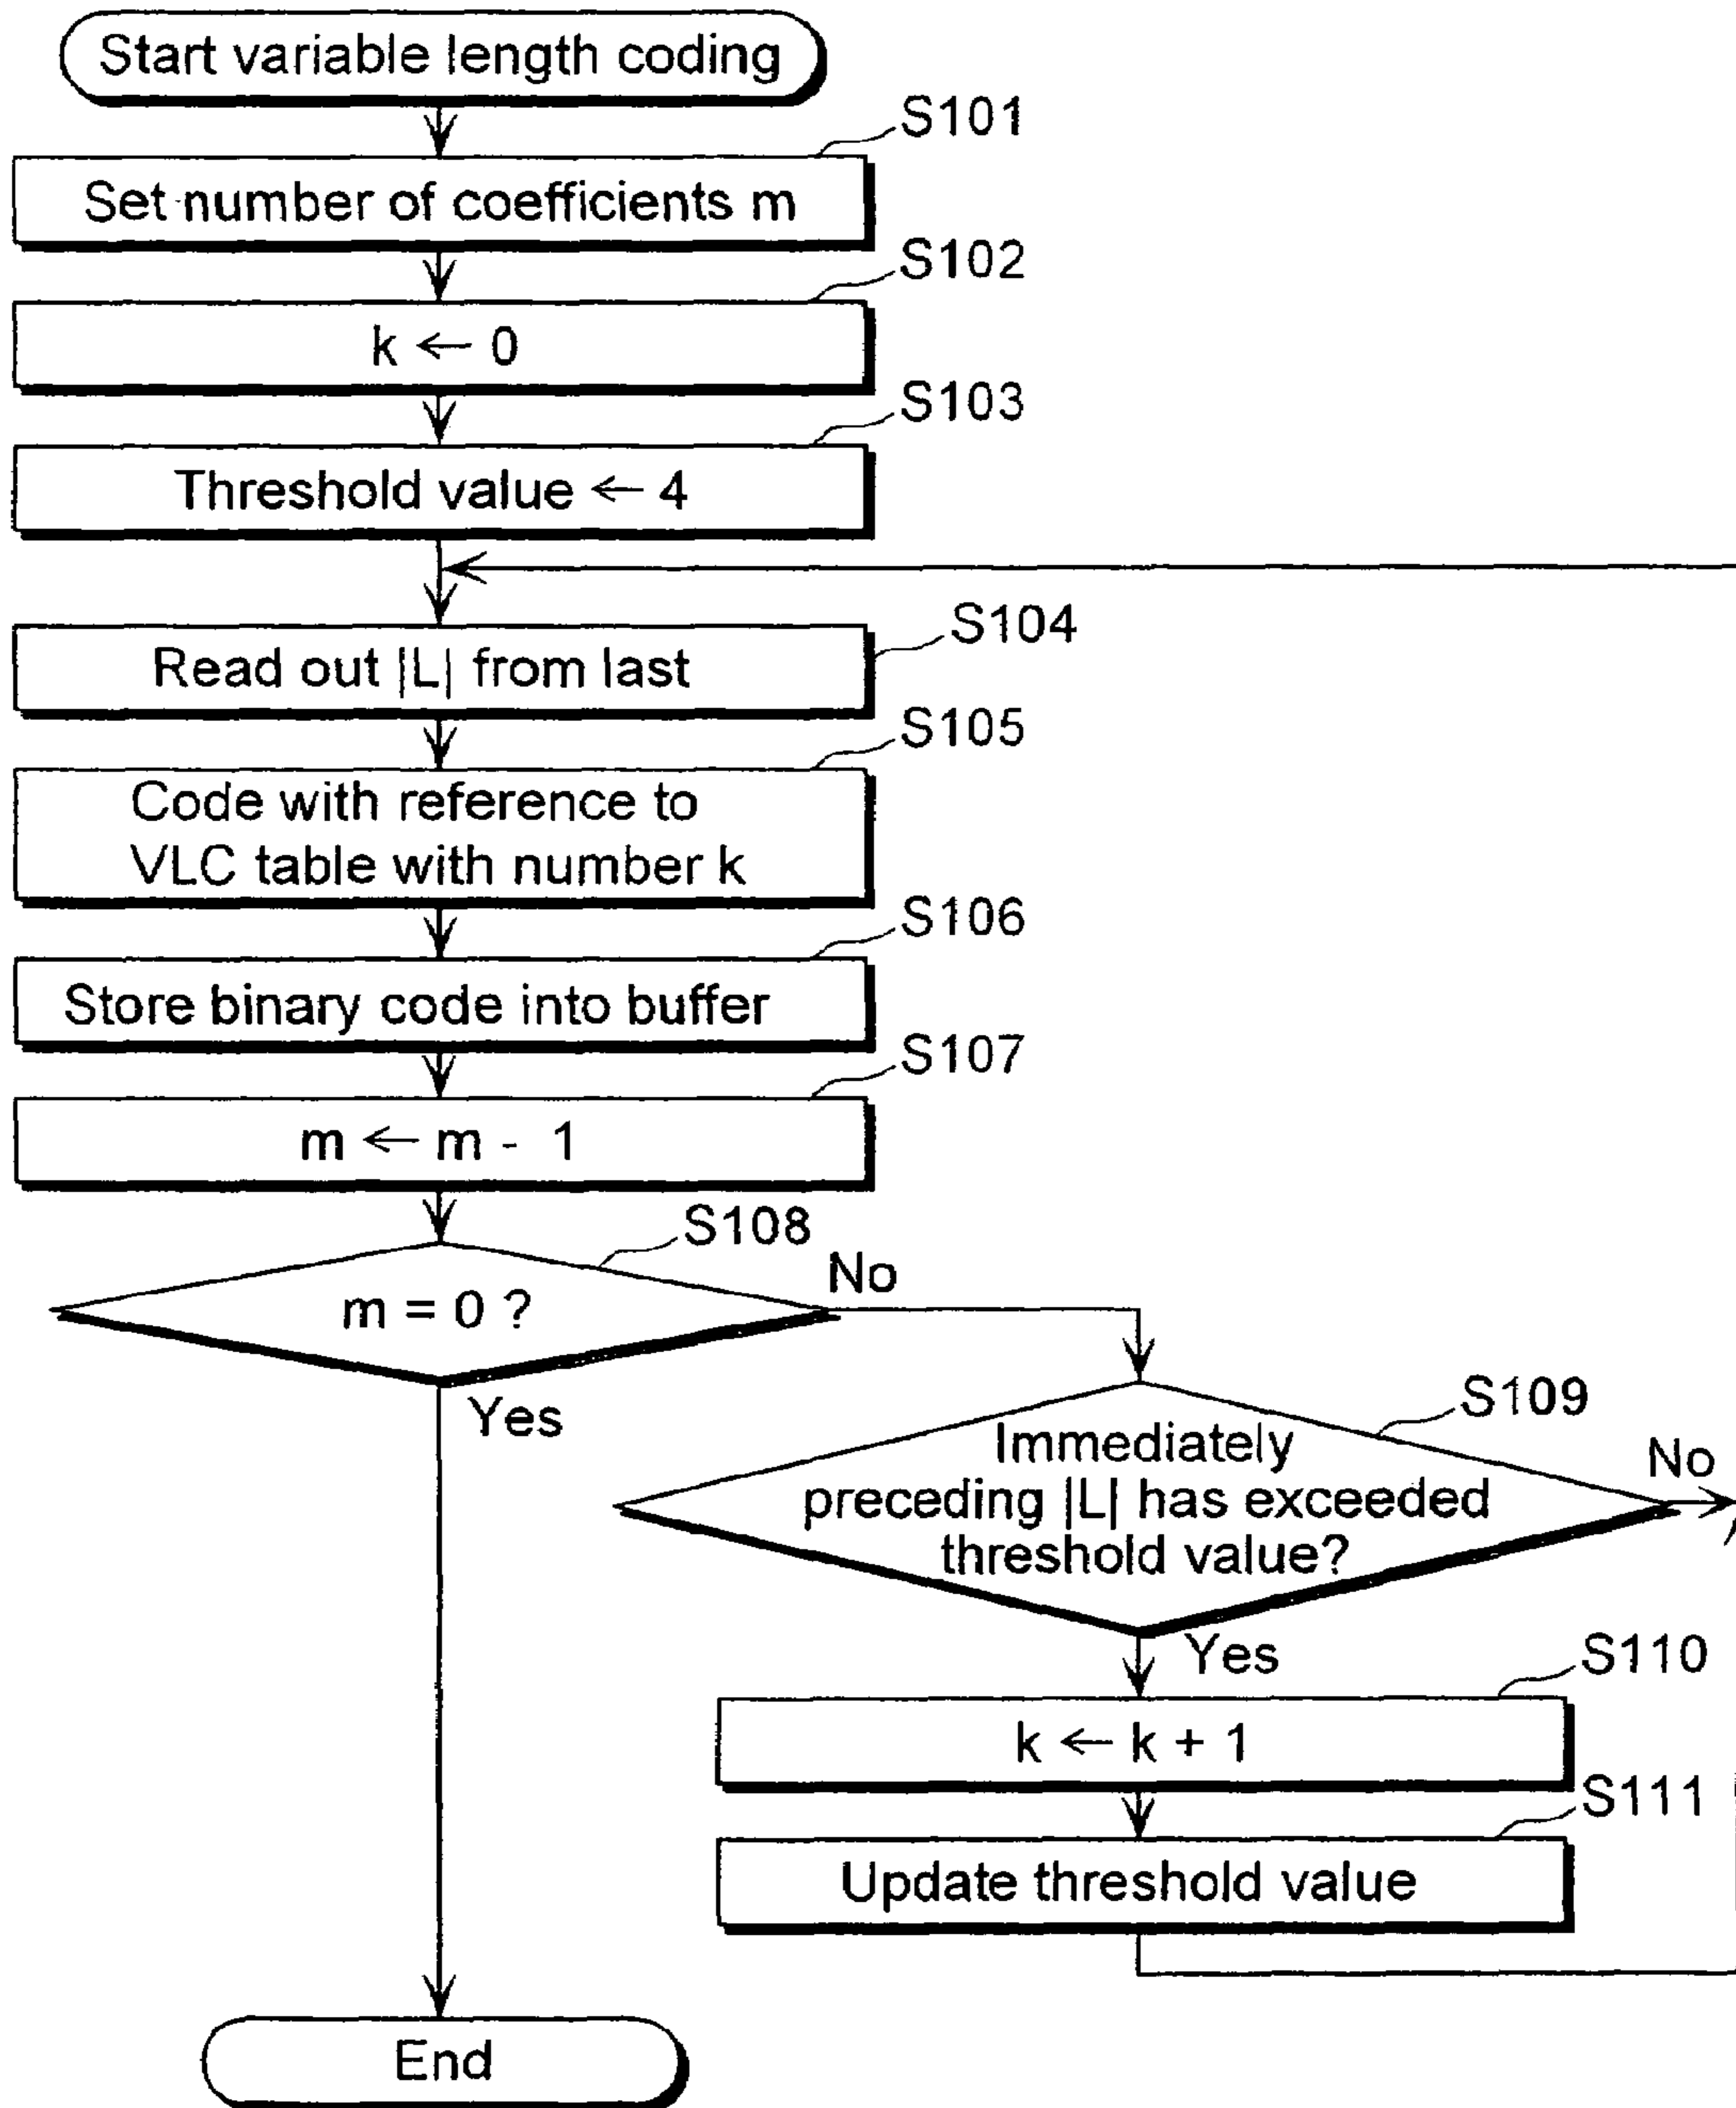 Start variable length coding
S101
Set number of coefficients m
S102
k ← 0
S103
Threshold value ← 4
S104
Read out |L| from last
S105
Code with reference to
VLC table with number k
S106
Store binary code into buffer
S107
m ← m - 1
S108
m = 0 ?
No
Yes
S109
Immediately
preceding |L| has exceeded
threshold value?
No
Yes
S110
k ← k + 1
S111
Update threshold value
End